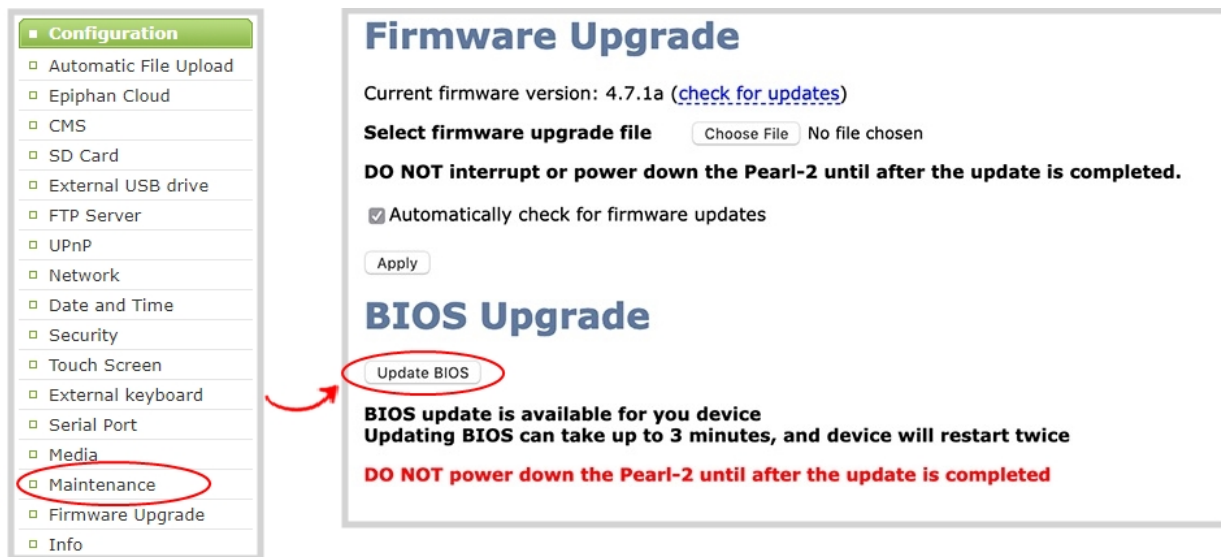 Configuration
Automatic File Upload
Epiphan Cloud
CMS
SD Card
External USB drive
FTP Server
UPnP
Network
Date and Time
Security
Touch Screen
External keyboard
Serial Port
Media
Maintenance
Firmware Upgrade
Info
Firmware Upgrade
Current firmware version: 4.7.1a (check for updates)
Select firmware upgrade file Choose File No file chosen
DO NOT interrupt or power down the Pearl-2 until after the update is completed.
Automatically check for firmware updates
Apply
BIOS Upgrade
Update BIOS
BIOS update is available for you device
Updating BIOS can take up to 3 minutes, and device will restart twice
DO NOT power down the Pearl-2 until after the update is completed